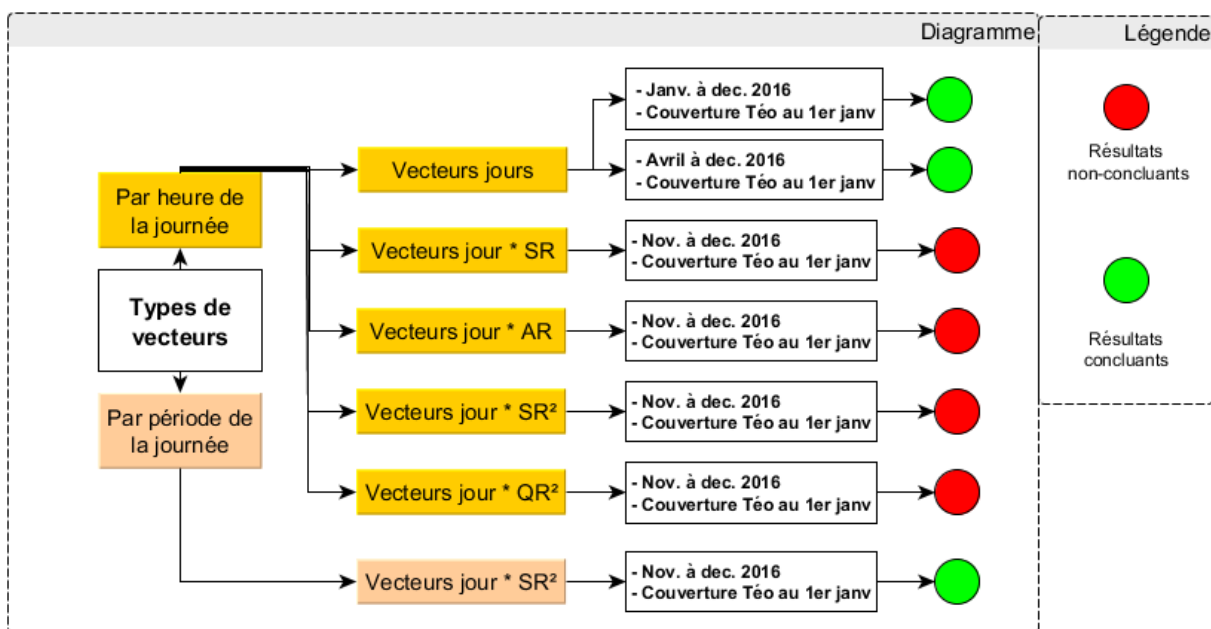 Diagramme
Légende
- Janv. à dec. 2016
- Couverture Téo au 1er janv
Vecteurs jours
- Avril à dec. 2016
- Couverture Téo au 1er janv
Par heure de
la journée
Vecteurs jour * SR
- Nov. à dec. 2016
- Couverture Téo au 1er janv
Types de
vecteurs
Vecteurs jour * AR
- Nov. à dec. 2016
- Couverture Téo au 1er janv
Par période de
la journée
Vecteurs jour * SR²
- Nov. à dec. 2016
- Couverture Téo au 1er janv
Vecteurs jour * QR²
- Nov. à dec. 2016
- Couverture Téo au 1er janv
Vecteurs jour * SR²
- Nov. à dec. 2016
- Couverture Téo au 1er janv
Résultats
non-concluants
Résultats
concluants